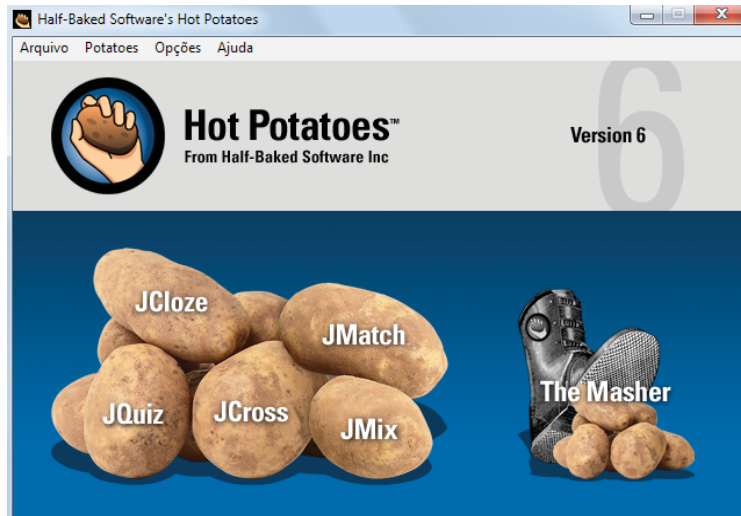 Half-Baked Software's Hot Potatoes
Arquivo Potatoes Opções Ajuda
Hot Potatoes™
From Half-Baked Software Inc
Version 6
6
JCloze
JMatch
JQuiz
JCross
JMix
The Masher